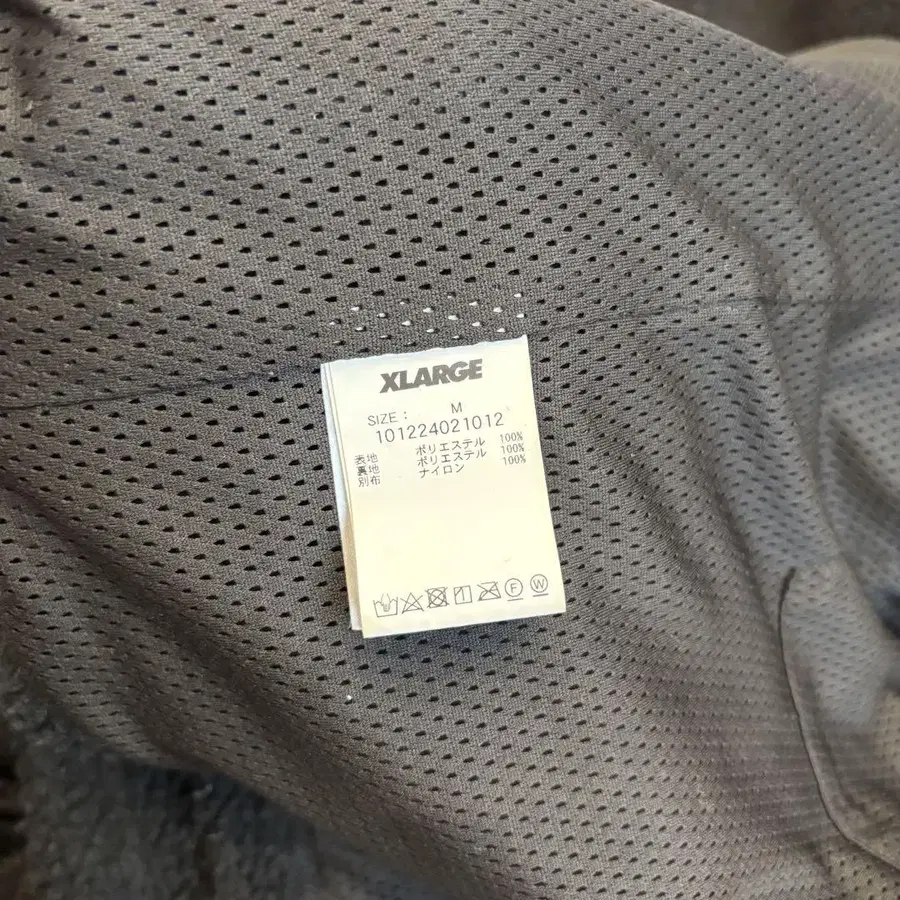 XLARGE
SIZE： M
101224021012
表地 ポリエステル 100%
裏地 ポリエステル 100%
別布 ナイロン 100%
F W